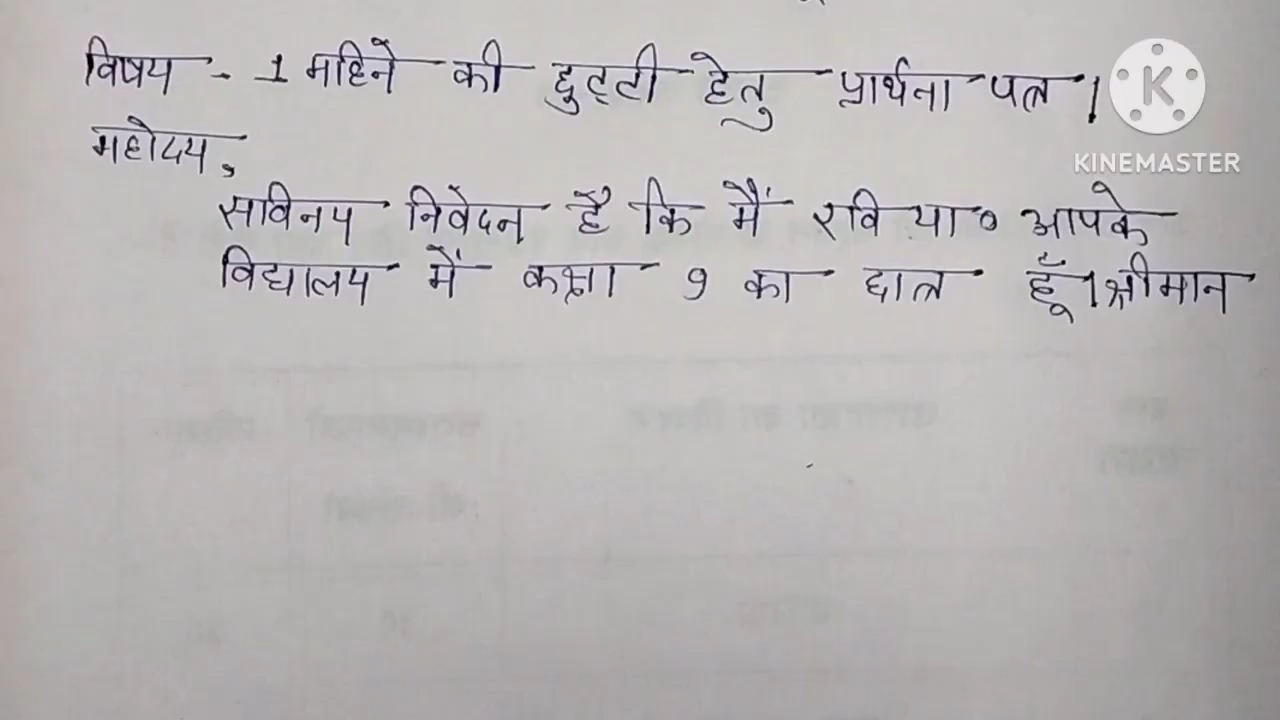 विषय - 1 महिने की छुट्टी हेतु प्रार्थना पत्र।
KINEMASTER
महोदय,
सविनय निवेदन है कि मैं रवि या॰ आपके
विद्यालय में कक्षा 9 का छात्र हूँ।श्रीमान